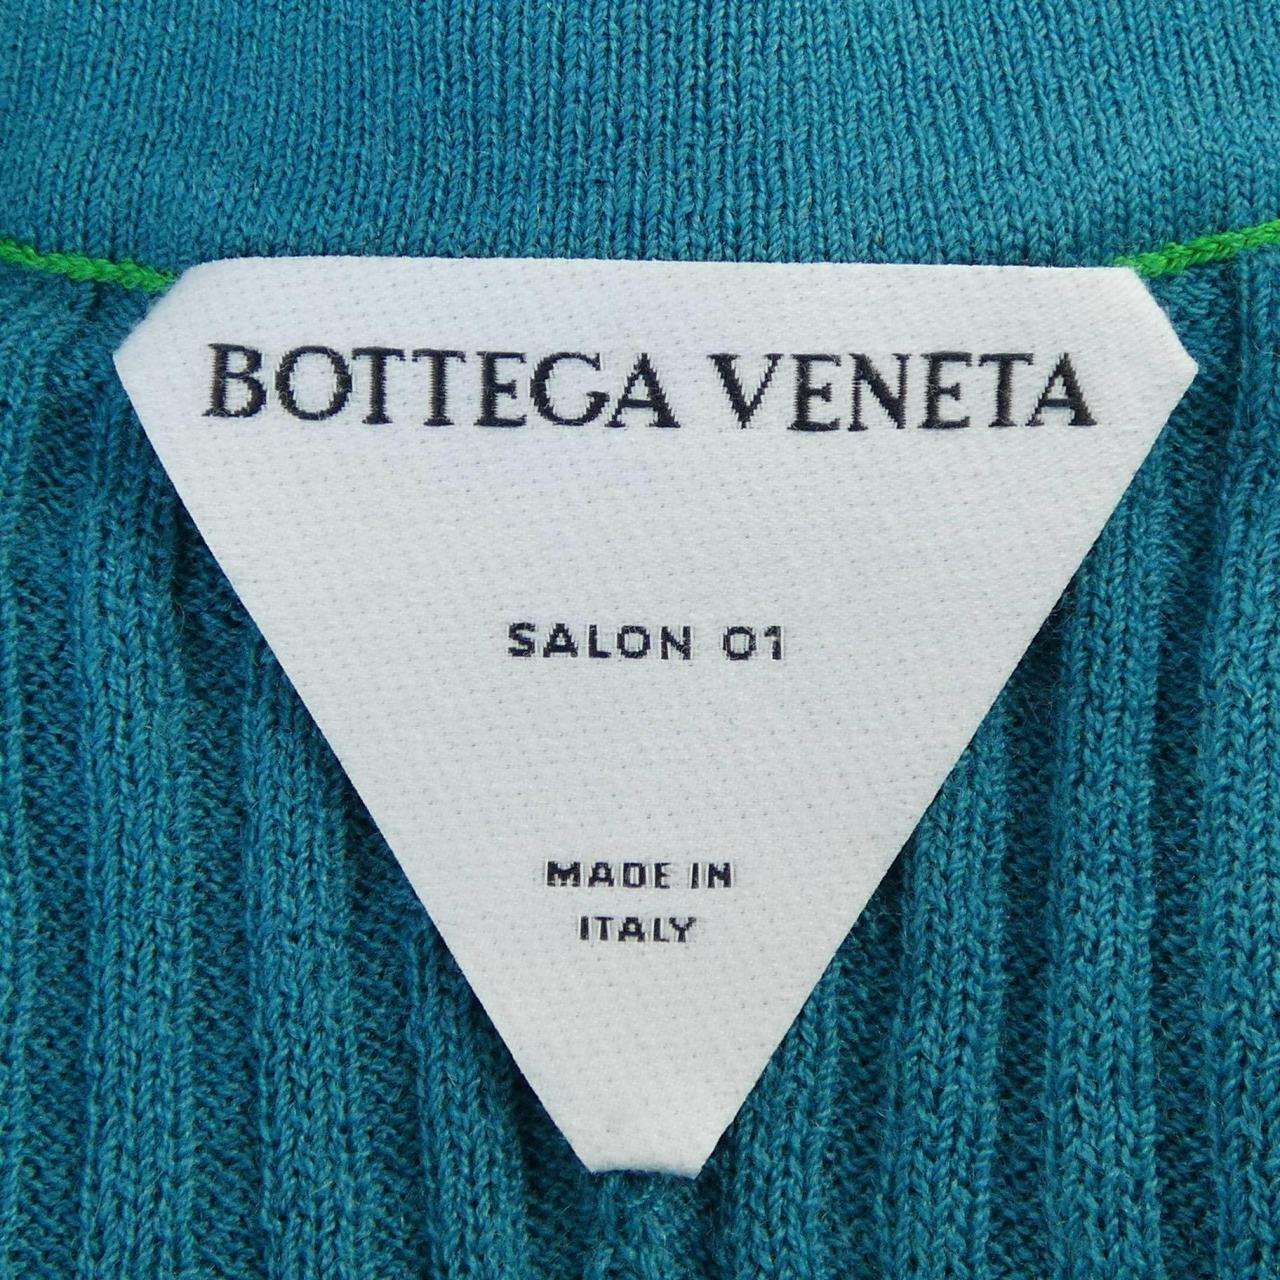 BOTTEGA VENETA
SALON 01
MADE IN
ITALY